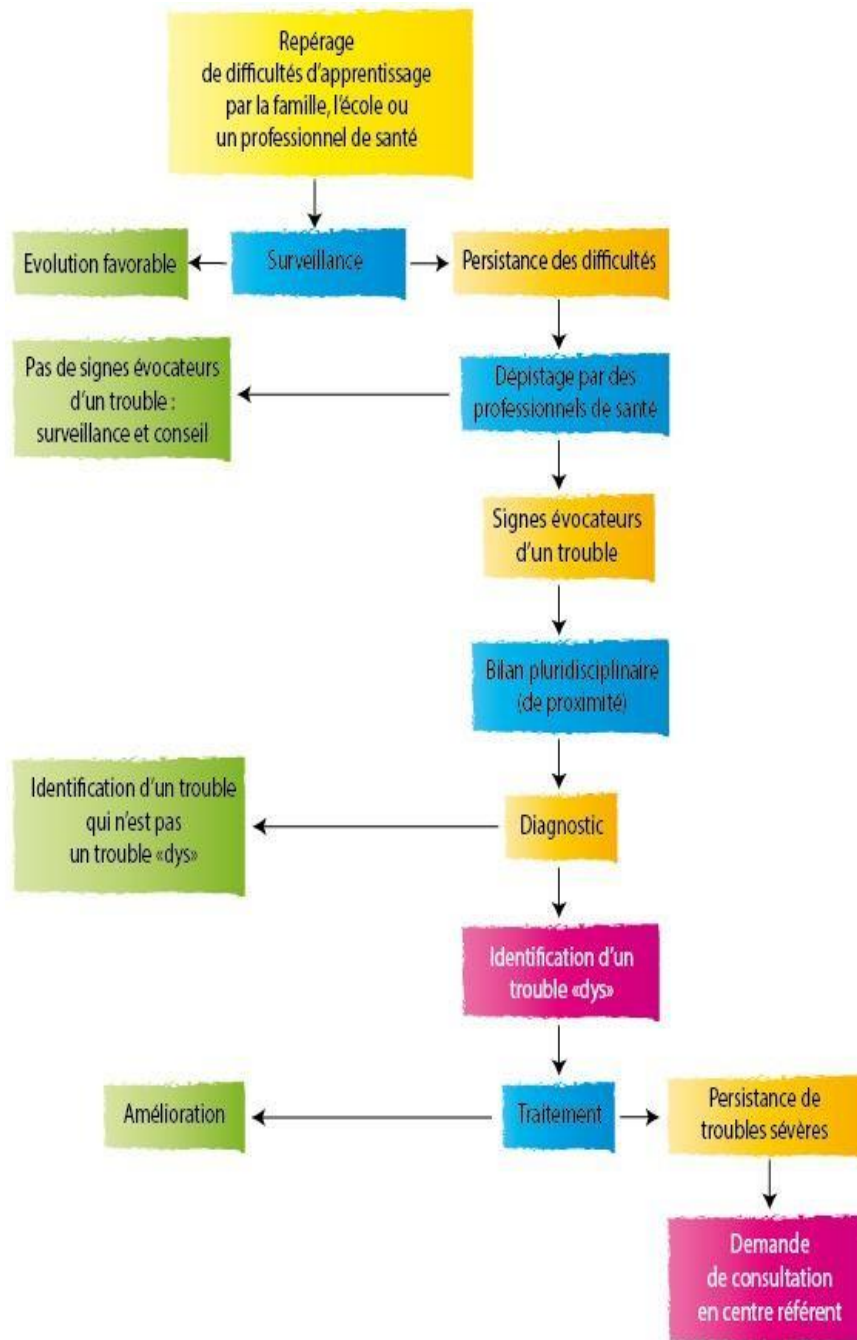 Repérage
de difficultés d'apprentissage
par la famille, l'école ou
un professionnel de santé
Evolution favorable
Surveillance
Persistance des difficultés
Pas de signes évocateurs
d'un trouble :
surveillance et conseil
Dépistage par des
professionnels de santé
Signes évocateurs
d'un trouble
Bilan pluridisciplinaire
(de proximité)
Identification d'un trouble
qui n'est pas
un trouble «dys»
Diagnostic
Identification d'un
trouble «dys»
Amélioration
Traitement
Persistance de
troubles sévères
Demande
de consultation
en centre référent